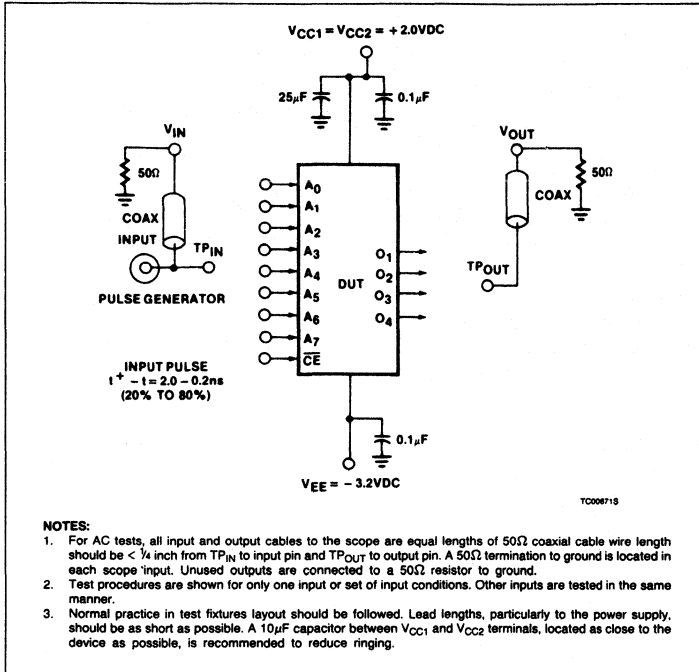 VCC1 = VCC2 = + 2.0VDC
25µF
0.1µF
VIN
50Ω
COAX
INPUT
TPIN
PULSE GENERATOR
INPUT PULSE
t+ - t = 2.0 - 0.2ns
(20% TO 80%)
A0
A1
A2
A3
A4
A5
A6
A7
CE
DUT
O1
O2
O3
O4
VOUT
50Ω
COAX
TPOUT
0.1µF
VEE = - 3.2VDC
TC00671S
NOTES:
1. For AC tests, all input and output cables to the scope are equal lengths of 50Ω coaxial cable wire length
should be < 1/4 inch from TPIN to input pin and TPOUT to output pin. A 50Ω termination to ground is located in
each scope input. Unused outputs are connected to a 50Ω resistor to ground.
2. Test procedures are shown for only one input or set of input conditions. Other inputs are tested in the same
manner.
3. Normal practice in test fixtures layout should be followed. Lead lengths, particularly to the power supply,
should be as short as possible. A 10µF capacitor between VCC1 and VCC2 terminals, located as close to the
device as possible, is recommended to reduce ringing.